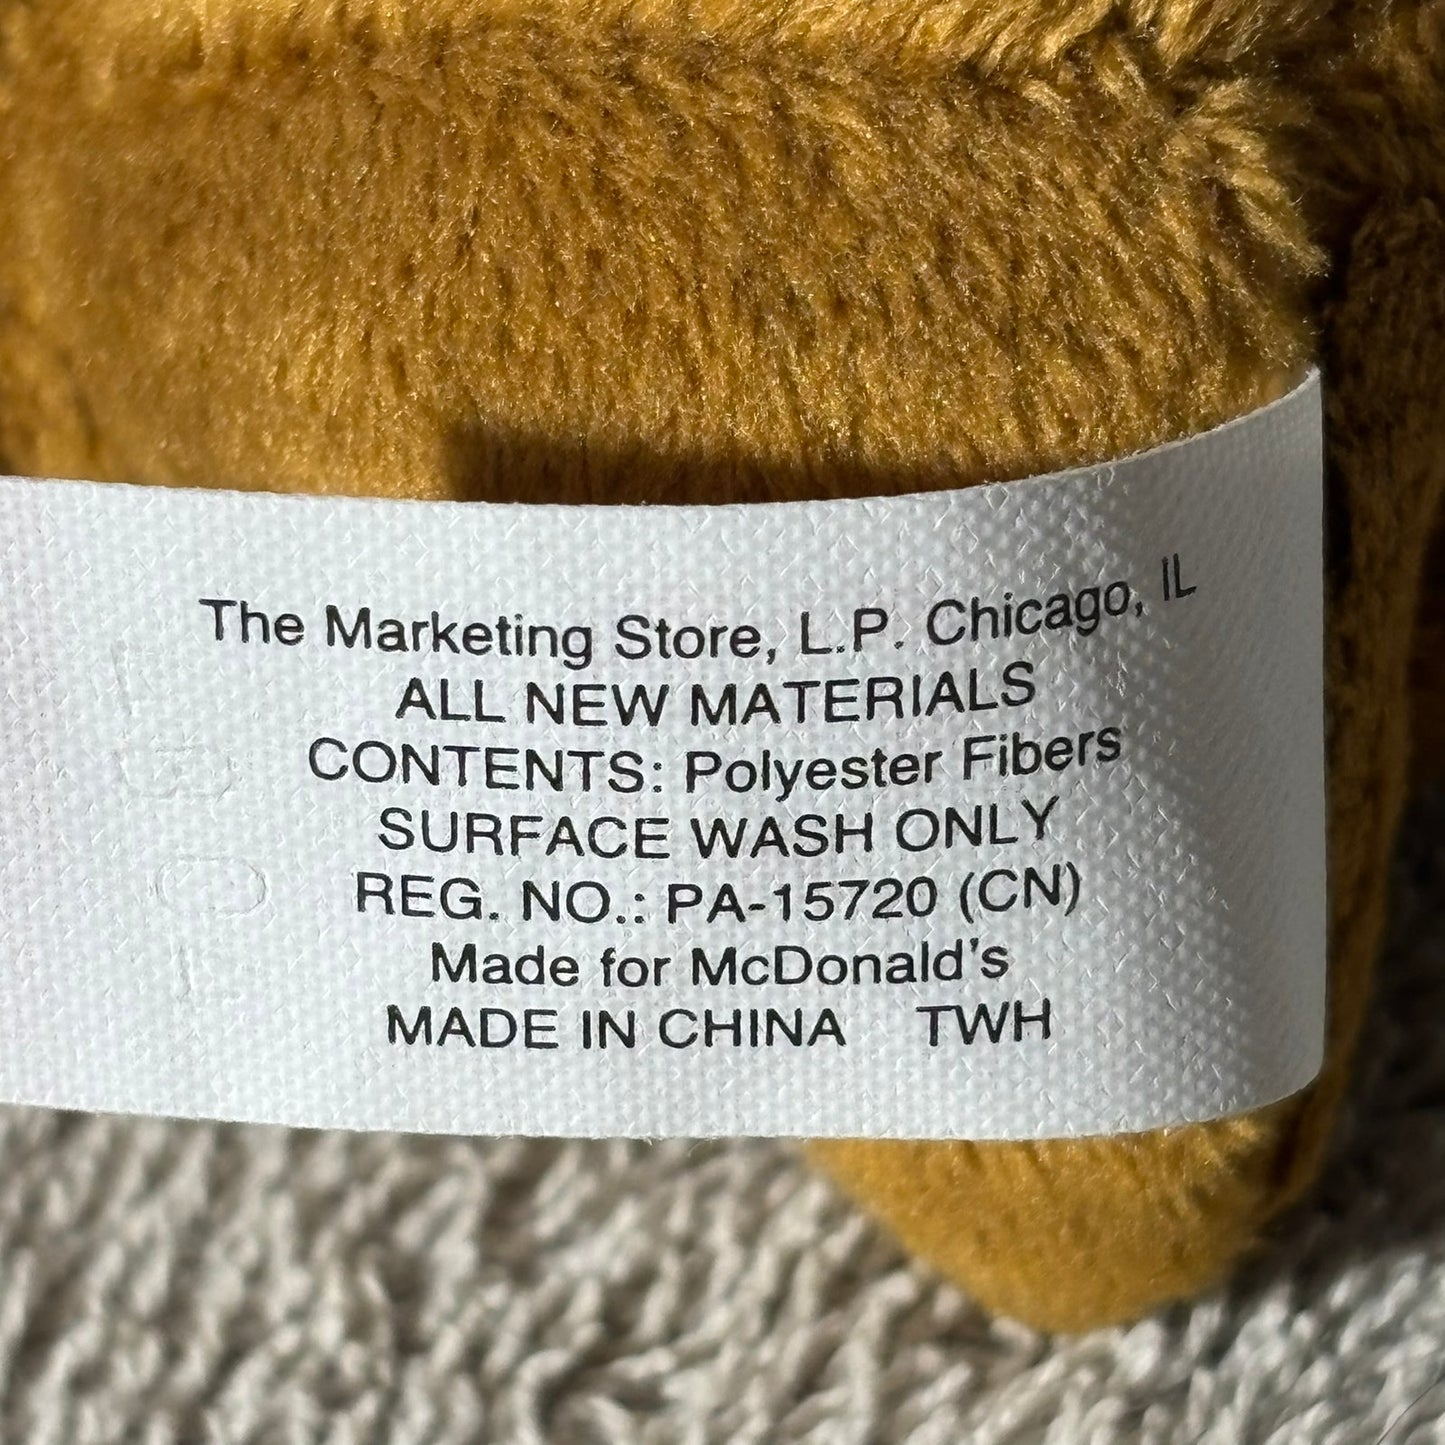 The Marketing Store, L.P. Chicago, IL
ALL NEW MATERIALS
CONTENTS: Polyester Fibers
SURFACE WASH ONLY
REG. NO.: PA-15720 (CN)
Made for McDonald's
MADE IN CHINA TWH